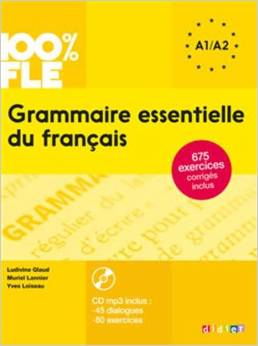 100%
FLE
A1/A2
Grammaire essentielle
du français
675
exercices
corrigés
inclus
GRAMM
Ludivine Glaud
Muriel Lannier
Yves Loiseau
CD mp3 inclus :
-45 dialogues
-80 exercices
didier